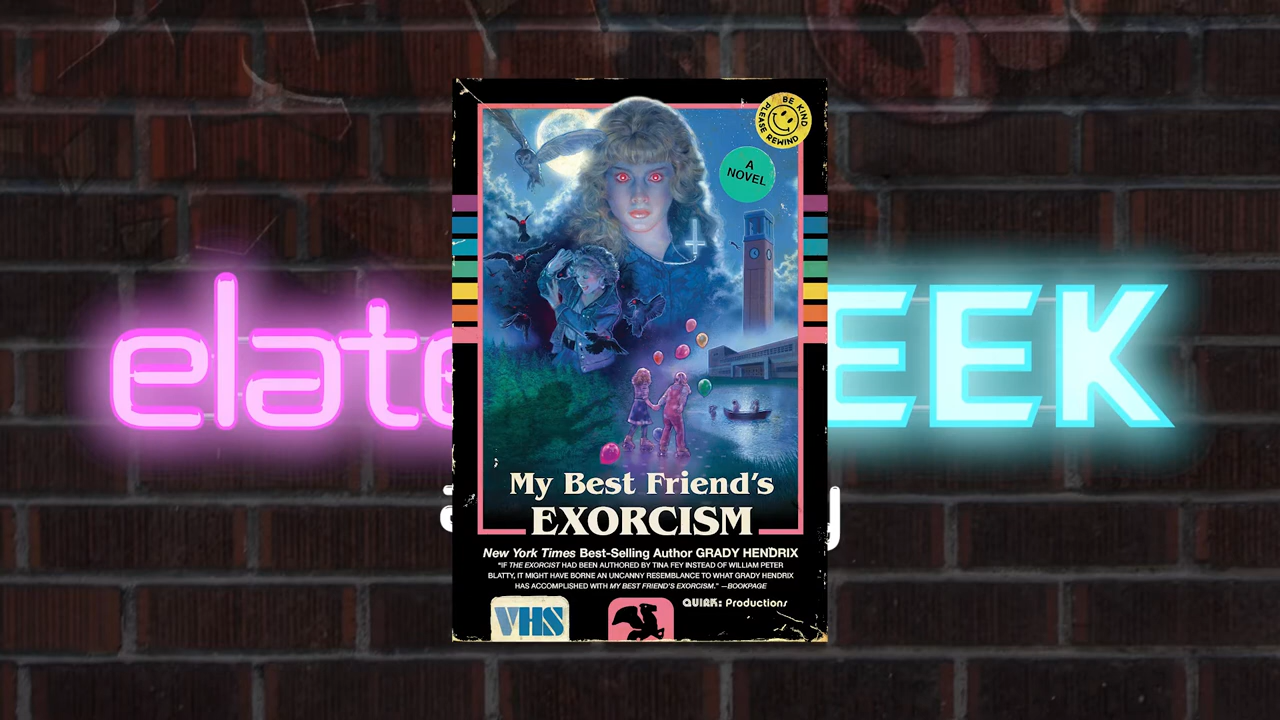 BE KIND
PLEASE REWIND
A
NOVEL
elate
EEK
My Best Friend's
EXORCISM
New York Times Best-Selling Author GRADY HENDRIX
"IF THE EXORCIST HAD BEEN AUTHORED BY TINA FEY INSTEAD OF WILLIAM PETER
BLATTY, IT MIGHT HAVE BORNE AN UNCANNY RESEMBLANCE TO WHAT GRADY HENDRIX
HAS ACCOMPLISHED WITH MY BEST FRIEND'S EXORCISM." —BOOKPAGE
VHS
QUIRK: Productions